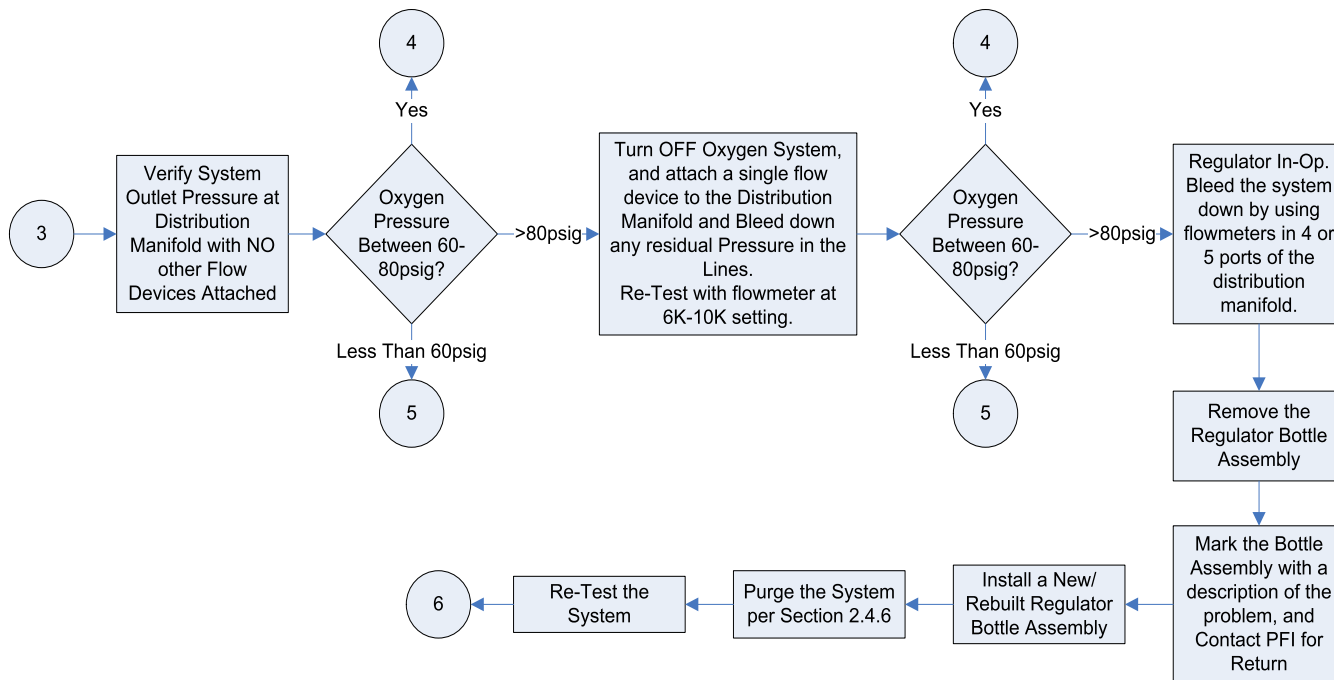 4
Yes
3
Verify System
Outlet Pressure at
Distribution
Manifold with NO
other Flow
Devices Attached
Oxygen
Pressure
Between 60-
80psig?
>80psig
Less Than 60psig
5
Turn OFF Oxygen System,
and attach a single flow
device to the Distribution
Manifold and Bleed down
any residual Pressure in the
Lines.
Re-Test with flowmeter at
6K-10K setting.
4
Yes
Oxygen
Pressure
Between 60-
80psig?
>80psig
Less Than 60psig
5
Regulator In-Op.
Bleed the system
down by using
flowmeters in 4 or
5 ports of the
distribution
manifold.
Remove the
Regulator Bottle
Assembly
Mark the Bottle
Assembly with a
description of the
problem, and
Contact PFI for
Return
Install a New/
Rebuilt Regulator
Bottle Assembly
Purge the System
per Section 2.4.6
Re-Test the
System
6